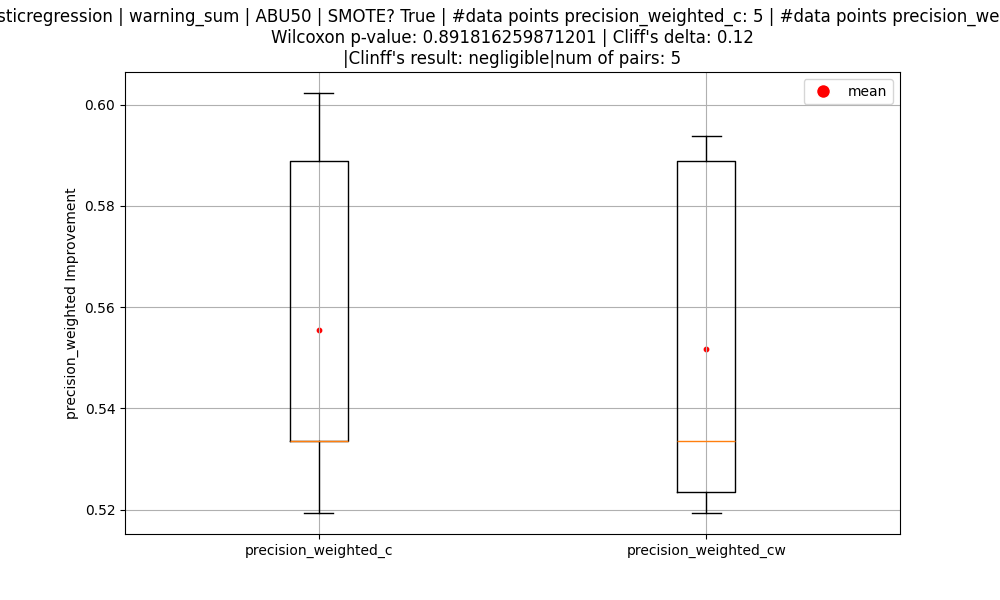 | warning_sum | ABU50 | SMOTE? True | #data points precision_weighted_c: 5 | #data points
Wilcoxon p-value: 0.891816259871201 | Cliff's delta: 0.12
|Clinff's result: negligible|num of pairs: 5
mean
0.60
0.58
0.56
0.54
0.52
precision_weighted Improvement
precision_weighted_c
precision_weighted_cw